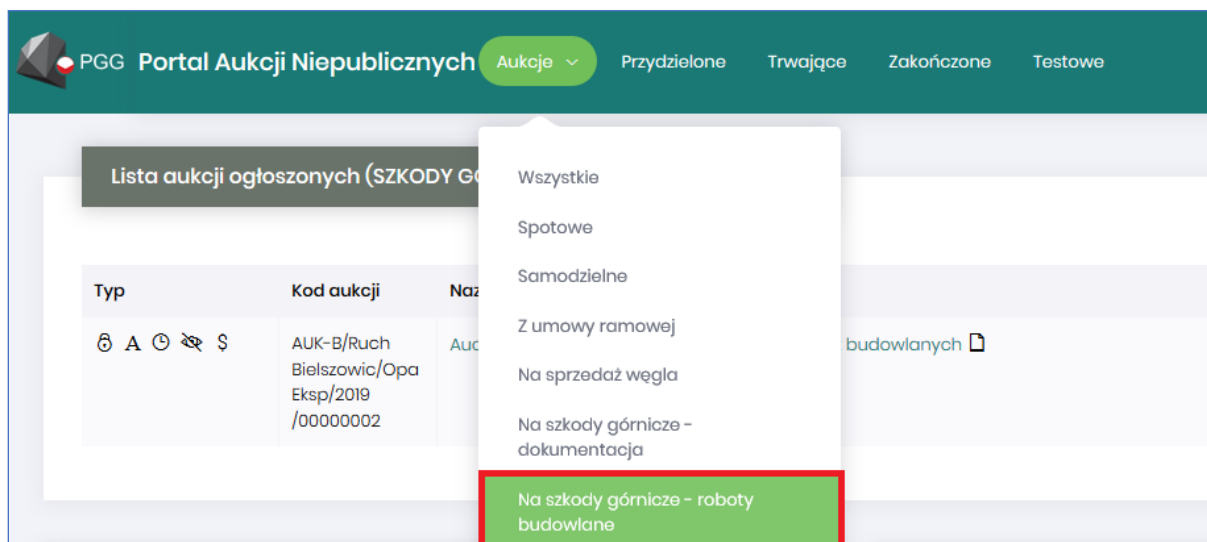 PGG Portal Aukcji Niepublicznych Aukcje Przydzielone Trwające Zakończone Testowe
Lista aukcji ogłoszonych (SZKODY
Wszystkie
Spotowe
Samodzielne
Z umowy ramowej
Na sprzedaż węgla
Na szkody górnicze -
dokumentacja
Na szkody górnicze - roboty
budowlane
Typ Kod aukcji
A $ AUK-B/Ruch budowlanych
Bielszowic/Opa
Eksp/2019
/00000002